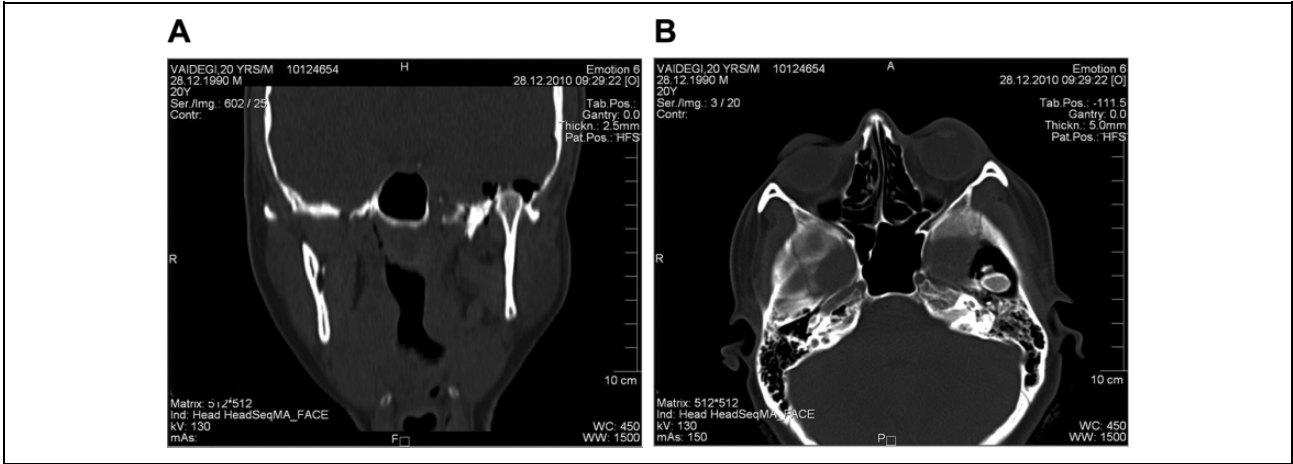 A
VAIDEGI,20 YRS/M 10124654
28.12.1990 M
20Y
Ser./Img.: 602 / 25
Contr:
H
Emotion 6
28.12.2010 09:29:22 [O]
Tab.Pos.:
Gantry: 0.0
Thickn.: 2.5mm
Pat.Pos.: HFS
R
10 cm
Matrix: 512*512
Ind: Head HeadSeqMA_FACE
kV: 130
mAs:
F
WC: 450
WW: 1500
B
VAIDEGI,20 YRS/M 10124654
28.12.1990 M
20Y
Ser./Img.: 3 / 20
Contr:
A
Emotion 6
28.12.2010 09:29:22 [O]
Tab.Pos.: -111.5
Gantry: 0.0
Thickn.: 5.0mm
Pat.Pos.: HFS
R
10 cm
Matrix: 512*512
Ind: Head HeadSeqMA_FACE
kV: 130
mAs: 150
P
WC: 450
WW: 1500